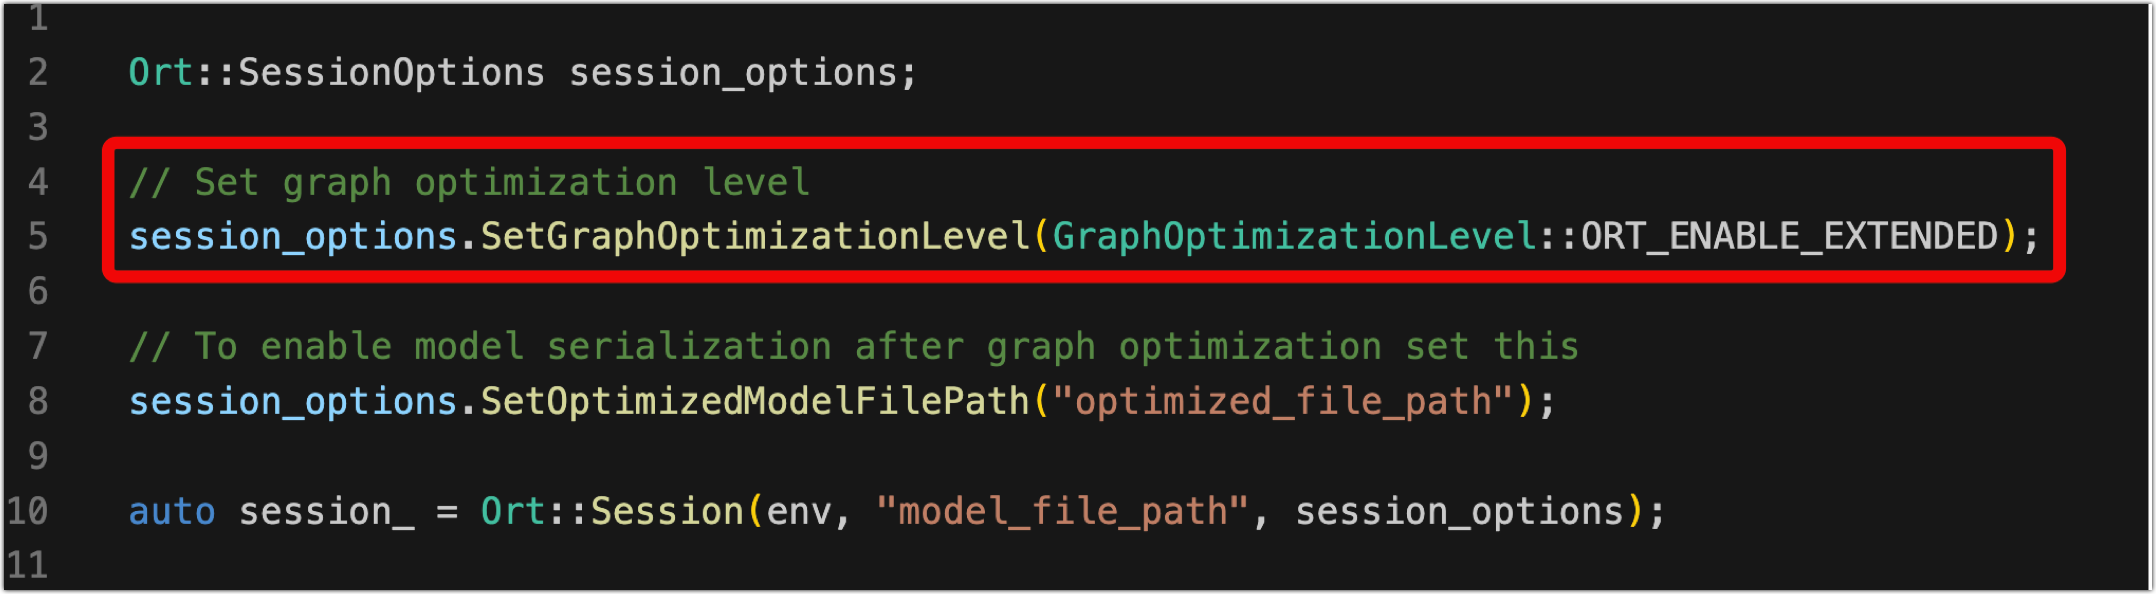 1
2 Ort::SessionOptions session_options;
3
4 // Set graph optimization level
5 session_options.SetGraphOptimizationLevel(GraphOptimizationLevel::ORT_ENABLE_EXTENDED);
6
7 // To enable model serialization after graph optimization set this
8 session_options.SetOptimizedModelFilePath("optimized_file_path");
9
10 auto session_ = Ort::Session(env, "model_file_path", session_options);
11